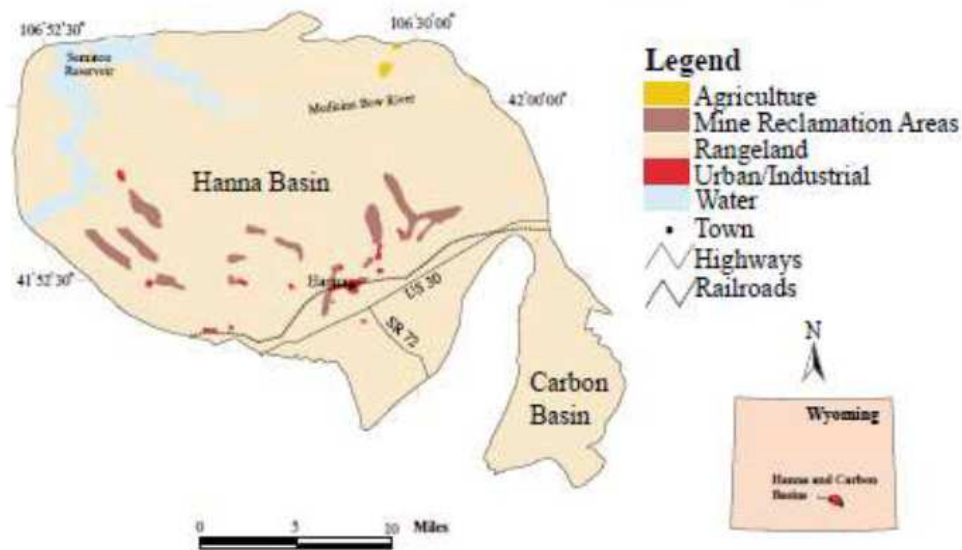 106°52'30"
106°30'00"
Seminoe
Reservoir
Medicine Bow River
42°00'00"
Hanna Basin
41°52'30"
Hanna
US 30
SR 72
Carbon
Basin
0 5 10 Miles
Legend
Agriculture
Mine Reclamation Areas
Rangeland
Urban/Industrial
Water
Town
Highways
Railroads
N
Wyoming
Hanna and Carbon
Basins